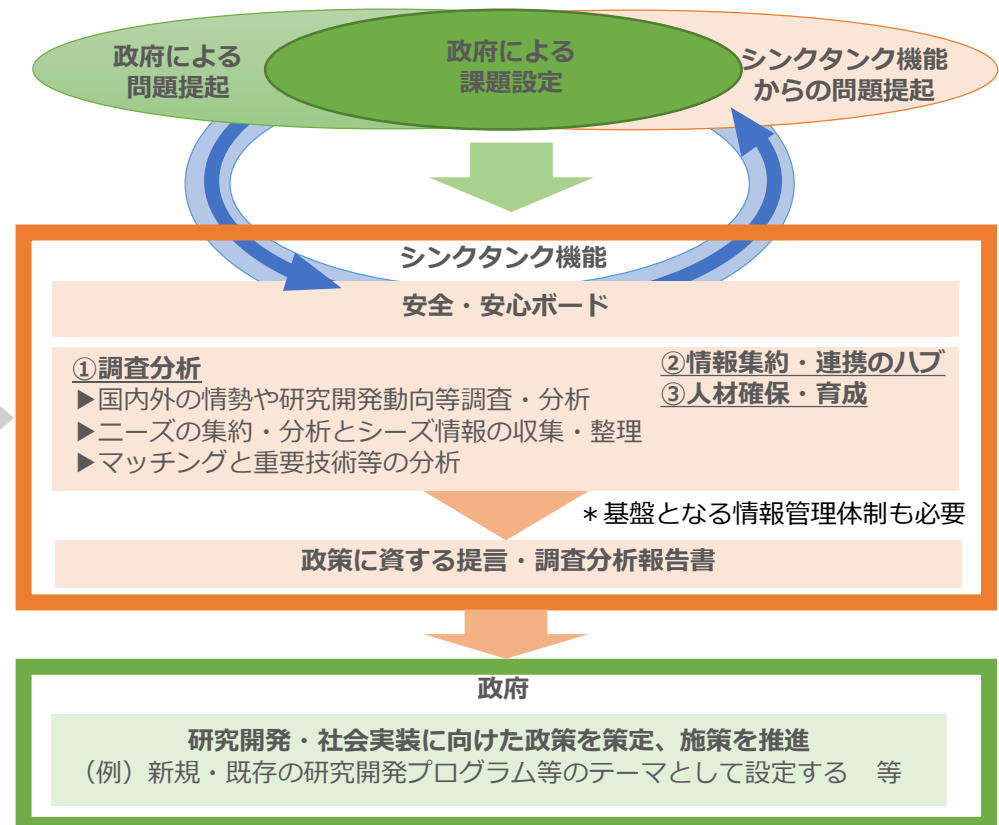 政府による
問題提起
政府による
課題設定
シンクタンク機能
からの問題提起
シンクタンク機能
安全・安心ボード
①調査分析
▶国内外の情勢や研究開発動向等調査・分析
▶ニーズの集約・分析とシーズ情報の収集・整理
▶マッチングと重要技術等の分析
②情報集約・連携のハブ
③人材確保・育成
＊基盤となる情報管理体制も必要
政策に資する提言・調査分析報告書
政府
研究開発・社会実装に向けた政策を策定、施策を推進
（例）新規・既存の研究開発プログラム等のテーマとして設定する　等